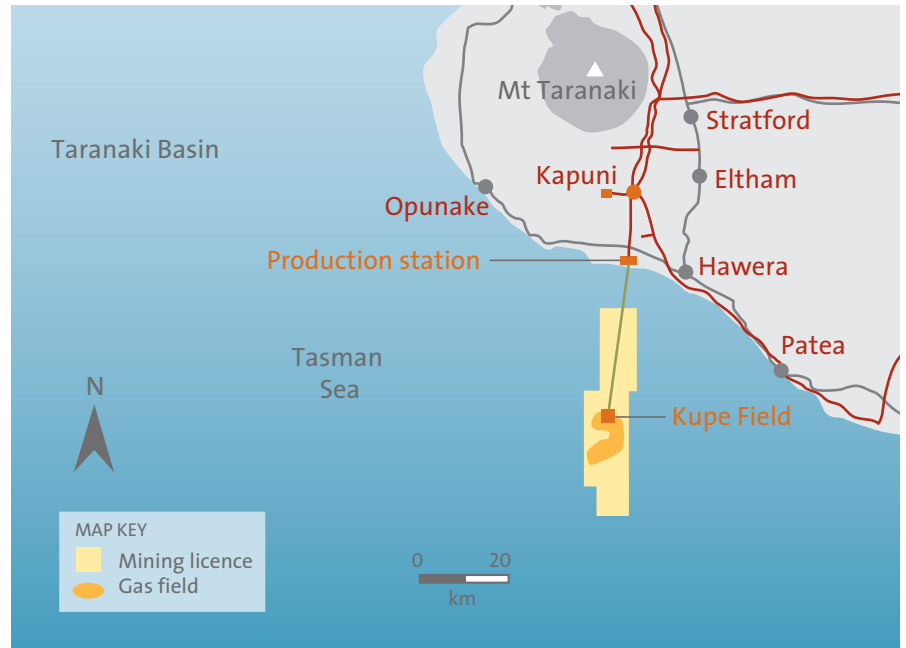 Mt Taranaki
Stratford
Taranaki Basin
Kapuni
Eltham
Opunake
Production station
Hawera
Tasman
Sea
Patea
N
Kupe Field
MAP KEY
Mining licence
Gas field
0 20
km